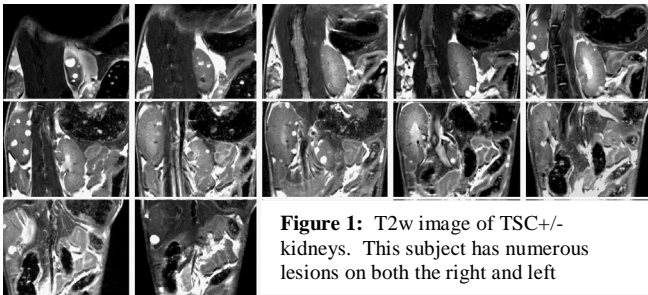 Figure 1: T2w image of TSC+/-
kidneys. This subject has numerous
lesions on both the right and left